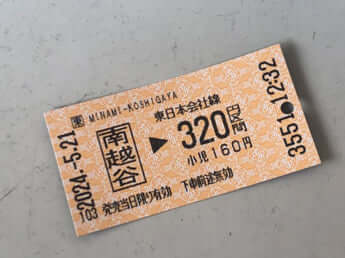 2024.-5.21
MINAMI-KOSHIGAYA
南越谷
東日本会社線
▶ 320円区間
小児160円
発売当日限り有効 下車前途無効
3551●12:32
103